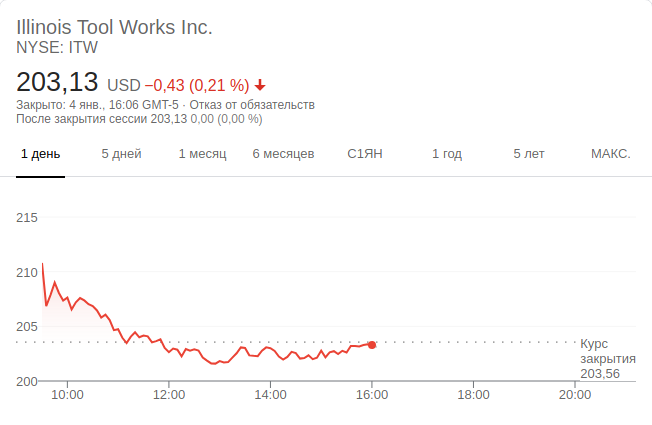 Illinois Tool Works Inc.
NYSE: ITW
203,13 USD −0,43 (0,21 %)
Закрыто: 4 янв., 16:06 GMT-5 · Отказ от обязательств
После закрытия сессии 203,13 0,00 (0,00 %)
1 день 5 дней 1 месяц 6 месяцев С1ЯН 1 год 5 лет МАКС.
215
210
205
Курс
закрытия
203,56
200
10:00 12:00 14:00 16:00 18:00 20:00